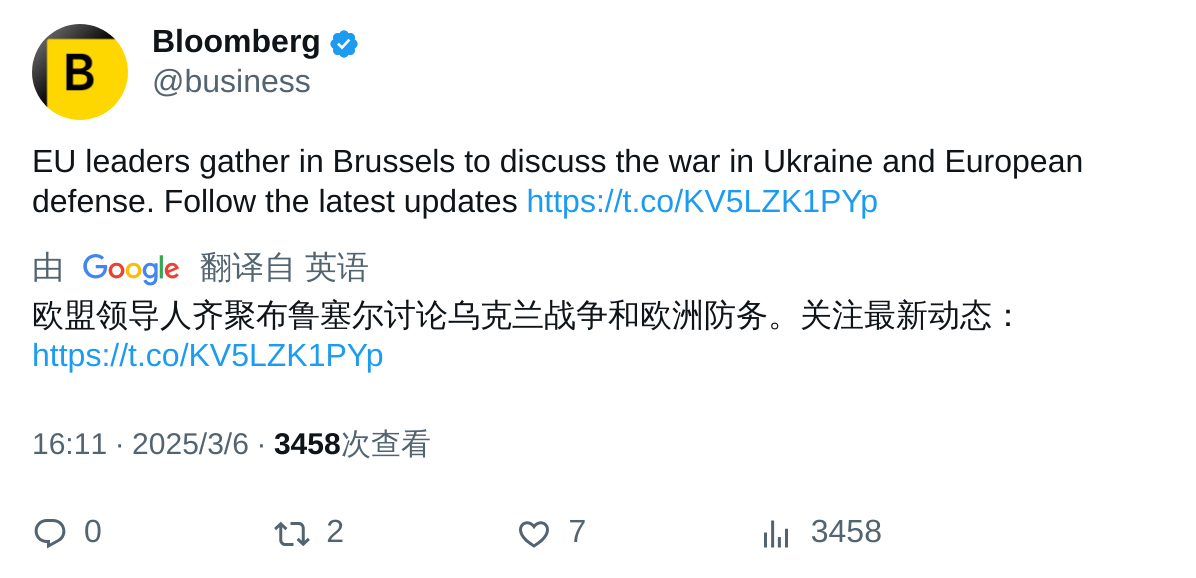 B
Bloomberg
@business
EU leaders gather in Brussels to discuss the war in Ukraine and European
defense. Follow the latest updates https://t.co/KV5LZK1PYp
由 Google 翻译自 英语
欧盟领导人齐聚布鲁塞尔讨论乌克兰战争和欧洲防务。关注最新动态：
https://t.co/KV5LZK1PYp
16:11 · 2025/3/6 · 3458次查看
0 2 7 3458